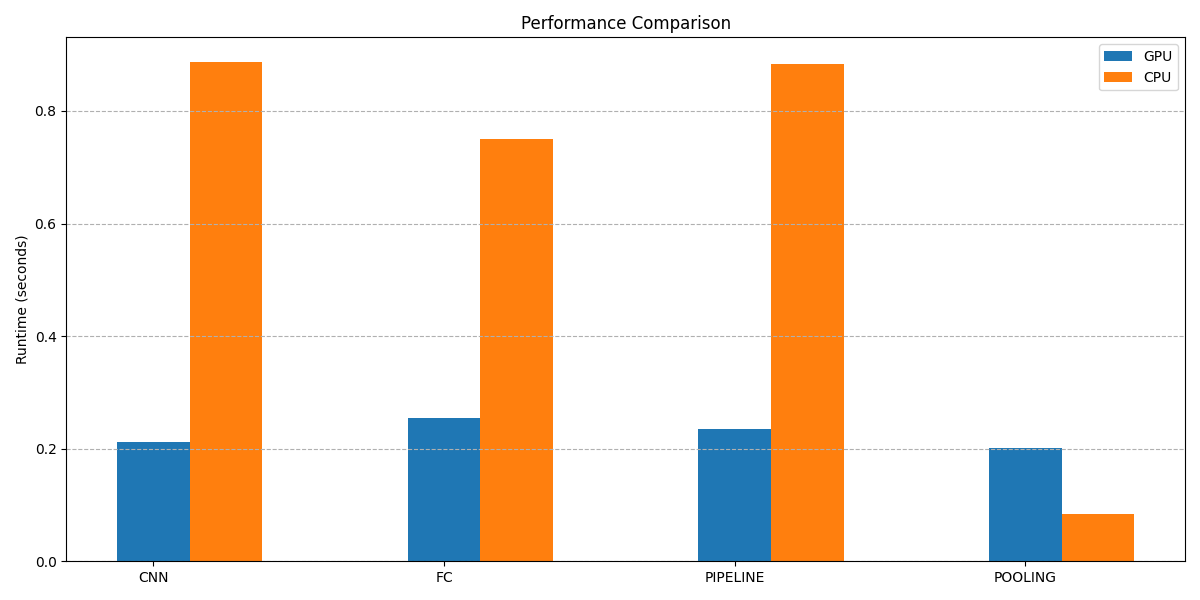 Performance Comparison
GPU
CPU
Runtime (seconds)
0.8
0.6
0.4
0.2
0.0
CNN
FC
PIPELINE
POOLING